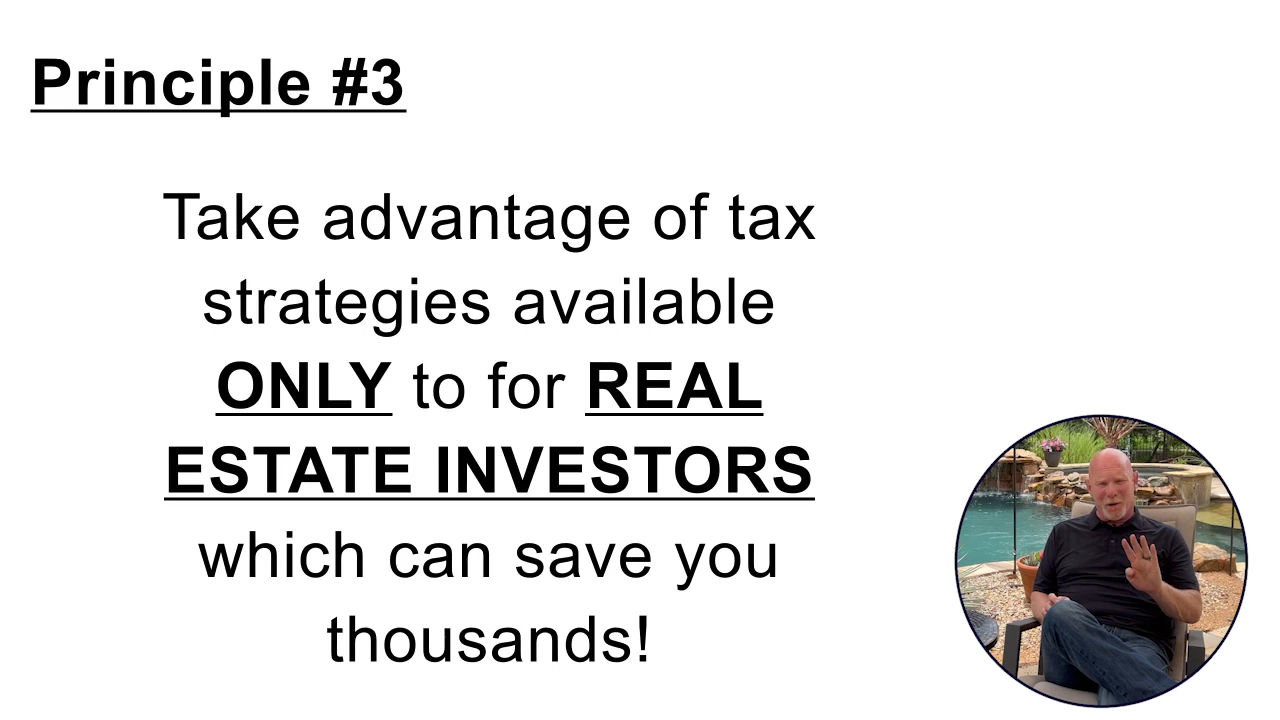 Principle #3
Take advantage of tax
strategies available
ONLY to for REAL
ESTATE INVESTORS
which can save you
thousands!